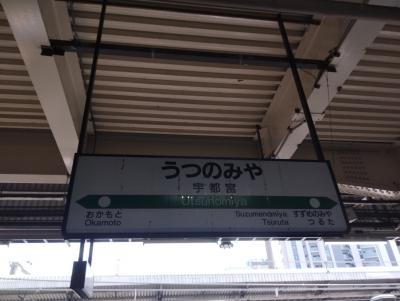 うつのみや
宇都宮
Utsunomiya
おかもと
Okamoto
Suzumenomiya すずめのみや
Tsuruta つるた